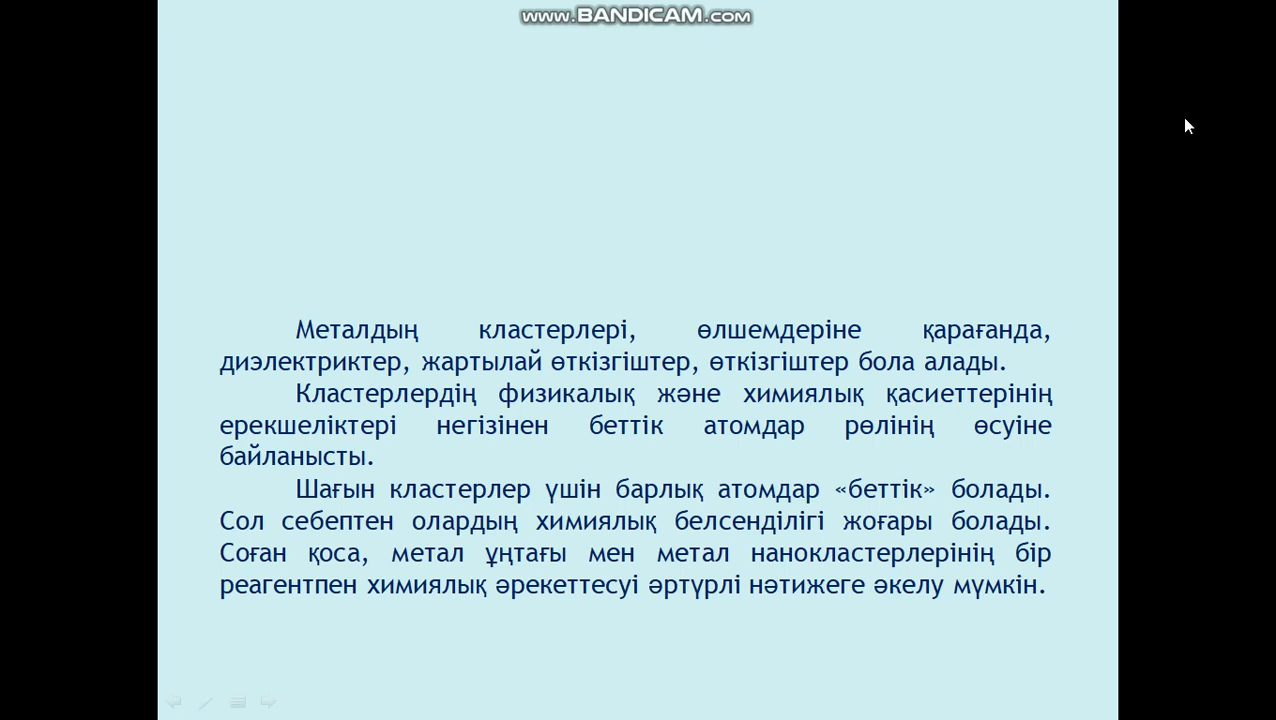 www.BANDICAM.com
Металдың кластерлері, өлшемдеріне қарағанда,
диэлектриктер, жартылай өткізгіштер, өткізгіштер бола алады.
Кластерлердің физикалық және химиялық қасиеттерінің
ерекшеліктері негізінен беттік атомдар рөлінің өсуіне
байланысты.
Шағын кластерлер үшін барлық атомдар «беттік» болады.
Сол себептен олардың химиялық белсенділігі жоғары болады.
Соған қоса, метал ұңтағы мен метал нанокластерлерінің бір
реагентпен химиялық әрекеттесуі әртүрлі нәтижеге әкелу мүмкін.